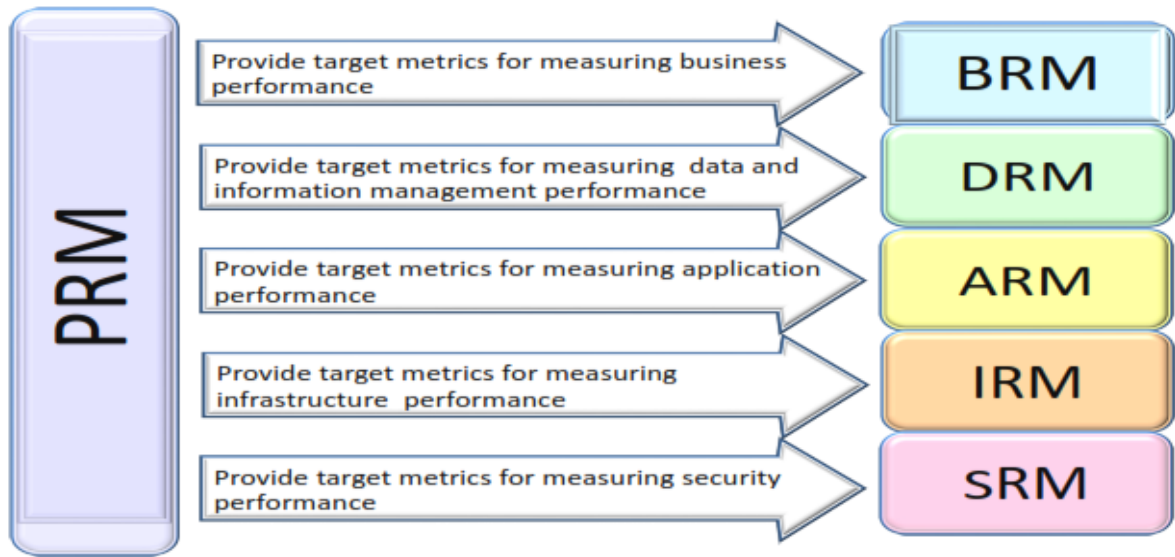 PRM
Provide target metrics for measuring business
performance
BRM
Provide target metrics for measuring data and
information management performance
DRM
Provide target metrics for measuring application
performance
ARM
Provide target metrics for measuring
infrastructure performance
IRM
Provide target metrics for measuring security
performance
sRM